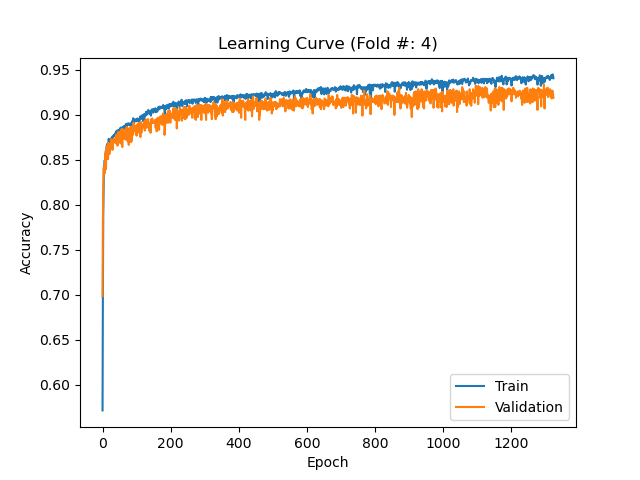 Learning Curve (Fold #: 4)
0.95
0.90
0.85
0.80
0.75
0.70
0.65
0.60
Accuracy
0 200 400 600 800 1000 1200
Epoch
Train
Validation